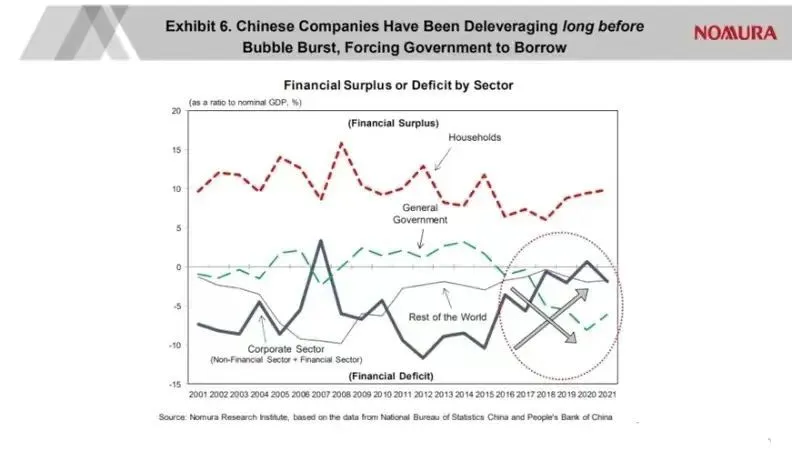 Exhibit 6. Chinese Companies Have Been Deleveraging long before
Bubble Burst, Forcing Government to Borrow
NOMURA
Financial Surplus or Deficit by Sector
(as a ratio to nominal GDP, %)
20
(Financial Surplus)
Households
15
10
General
Government
5
0
-5
Rest of the World
Corporate Sector
(Non-Financial Sector + Financial Sector)
-10
(Financial Deficit)
-15
2001 2002 2003 2004 2005 2006 2007 2008 2009 2010 2011 2012 2013 2014 2015 2016 2017 2018 2019 2020 2021
Source: Nomura Research Institute, based on the data from National Bureau of Statistics China and People's Bank of China